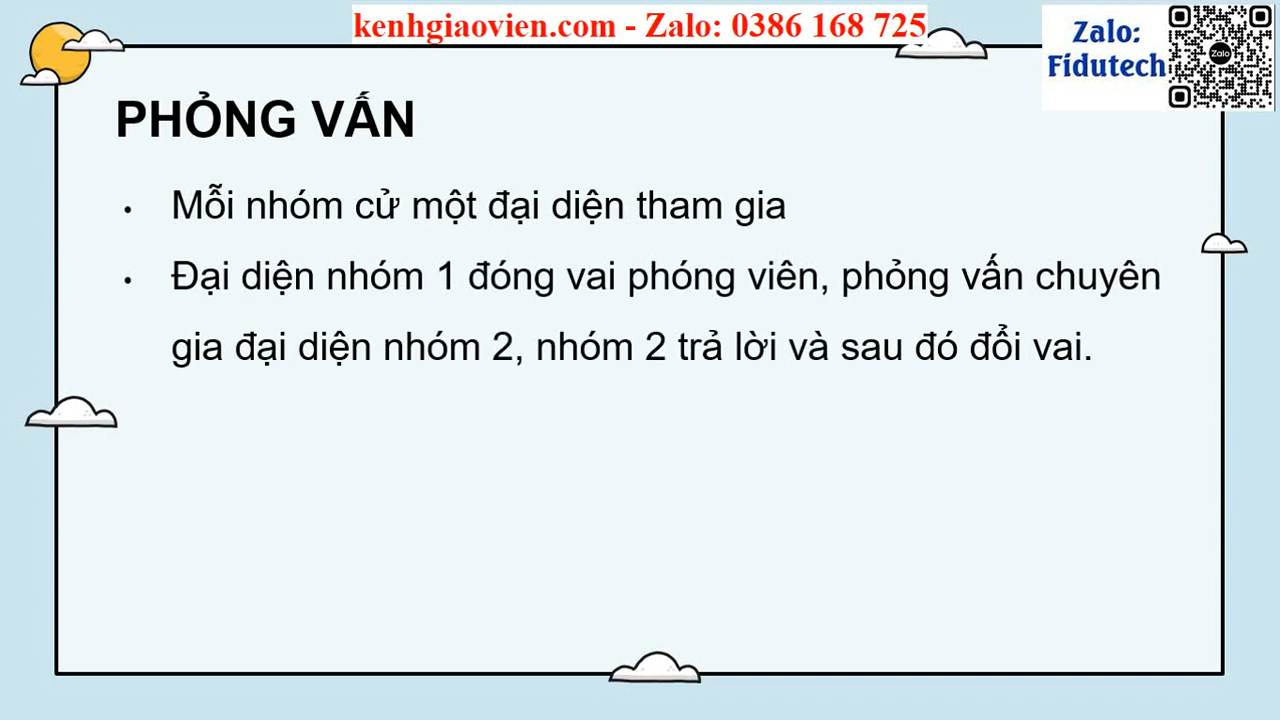 kenhgiaovien.com - Zalo: 0386 168 725
Zalo:
Fidutech
Zalo
PHỎNG VẤN
• Mỗi nhóm cử một đại diện tham gia
• Đại diện nhóm 1 đóng vai phóng viên, phỏng vấn chuyên
gia đại diện nhóm 2, nhóm 2 trả lời và sau đó đổi vai.